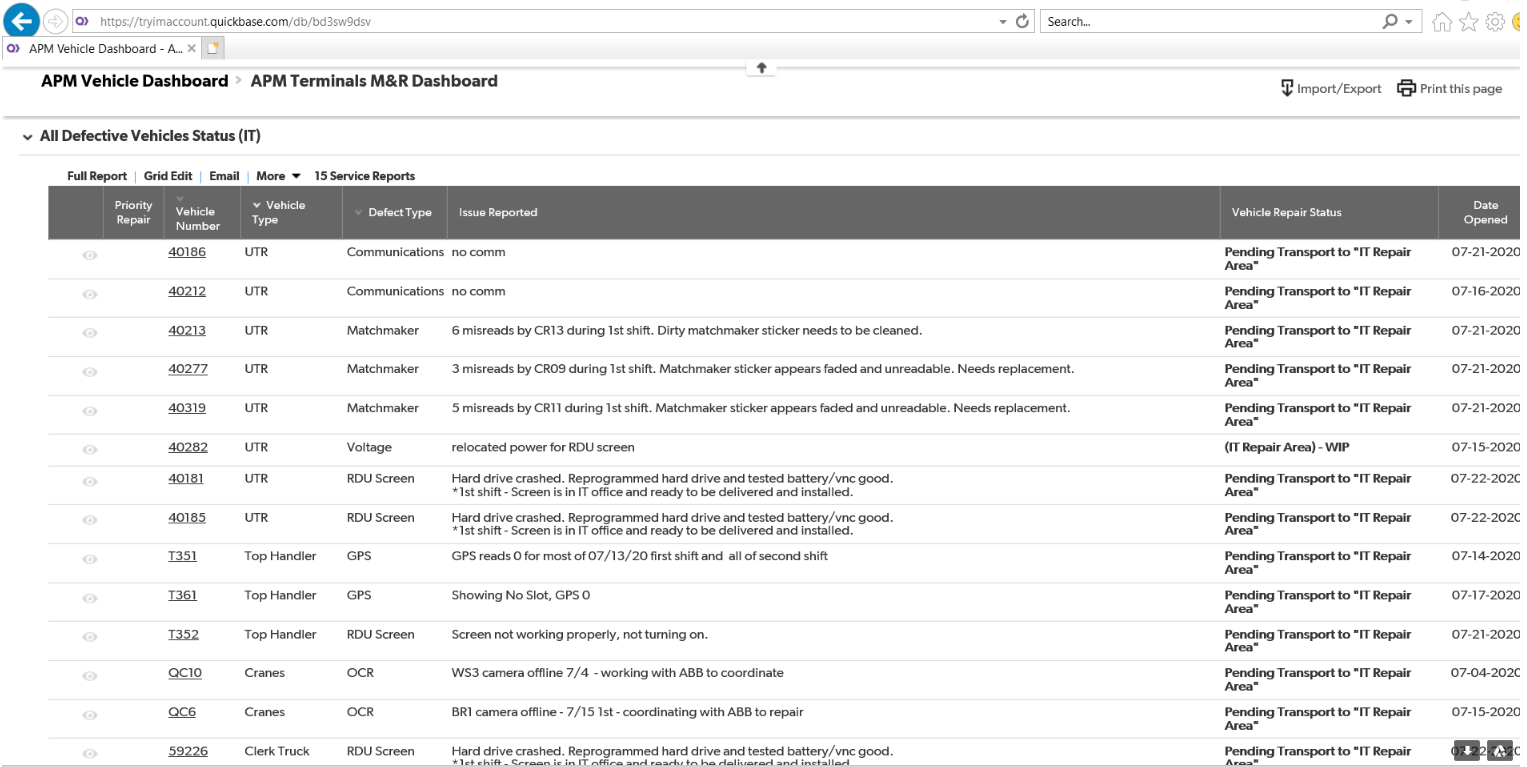 https://tryimaccount.quickbase.com/db/bd3sw9dsv
Search...
APM Vehicle Dashboard - A...
APM Vehicle Dashboard > APM Terminals M&R Dashboard
Import/Export
Print this page
All Defective Vehicles Status (IT)
Full Report | Grid Edit | Email | More 15 Service Reports
Priority Repair Vehicle Number Vehicle Type Defect Type Issue Reported Vehicle Repair Status Date Opened
40186 UTR Communications no comm Pending Transport to "IT Repair Area" 07-21-2020
40212 UTR Communications no comm Pending Transport to "IT Repair Area" 07-16-2020
40213 UTR Matchmaker 6 misreads by CR13 during 1st shift. Dirty matchmaker sticker needs to be cleaned. Pending Transport to "IT Repair Area" 07-21-2020
40277 UTR Matchmaker 3 misreads by CR09 during 1st shift. Matchmaker sticker appears faded and unreadable. Needs replacement. Pending Transport to "IT Repair Area" 07-21-2020
40319 UTR Matchmaker 5 misreads by CR11 during 1st shift. Matchmaker sticker appears faded and unreadable. Needs replacement. Pending Transport to "IT Repair Area" 07-21-2020
40282 UTR Voltage relocated power for RDU screen (IT Repair Area) - WIP 07-15-2020
40181 UTR RDU Screen Hard drive crashed. Reprogrammed hard drive and tested battery/vnc good. Pending Transport to "IT Repair Area" 07-22-2020
*1st shift - Screen is in IT office and ready to be delivered and installed.
40185 UTR RDU Screen Hard drive crashed. Reprogrammed hard drive and tested battery/vnc good. Pending Transport to "IT Repair Area" 07-22-2020
*1st shift - Screen is in IT office and ready to be delivered and installed.
T351 Top Handler GPS GPS reads 0 for most of 07/13/20 first shift and all of second shift Pending Transport to "IT Repair Area" 07-14-2020
T361 Top Handler GPS Showing No Slot, GPS 0 Pending Transport to "IT Repair Area" 07-17-2020
T352 Top Handler RDU Screen Screen not working properly, not turning on. Pending Transport to "IT Repair Area" 07-21-2020
QC10 Cranes OCR WS3 camera offline 7/4 - working with ABB to coordinate Pending Transport to "IT Repair Area" 07-04-2020
QC6 Cranes OCR BR1 camera offline - 7/15 1st - coordinating with ABB to repair Pending Transport to "IT Repair Area" 07-15-2020
59226 Clerk Truck RDU Screen Hard drive crashed. Reprogrammed hard drive and tested battery/vnc good. Pending Transport to "IT Repair Area"
*1st shift - Screen is in IT office and ready to be delivered and installed